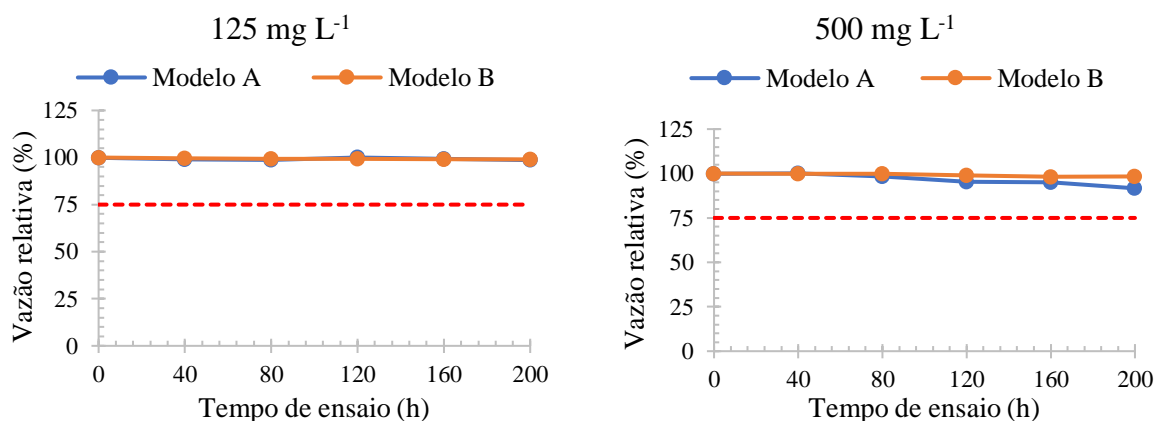 125 mg L-1
Modelo A
Modelo B
Vazão relativa (%)
125
100
75
50
25
0
0 40 80 120 160 200
Tempo de ensaio (h)
500 mg L-1
Modelo A
Modelo B
Vazão relativa (%)
125
100
75
50
25
0
0 40 80 120 160 200
Tempo de ensaio (h)